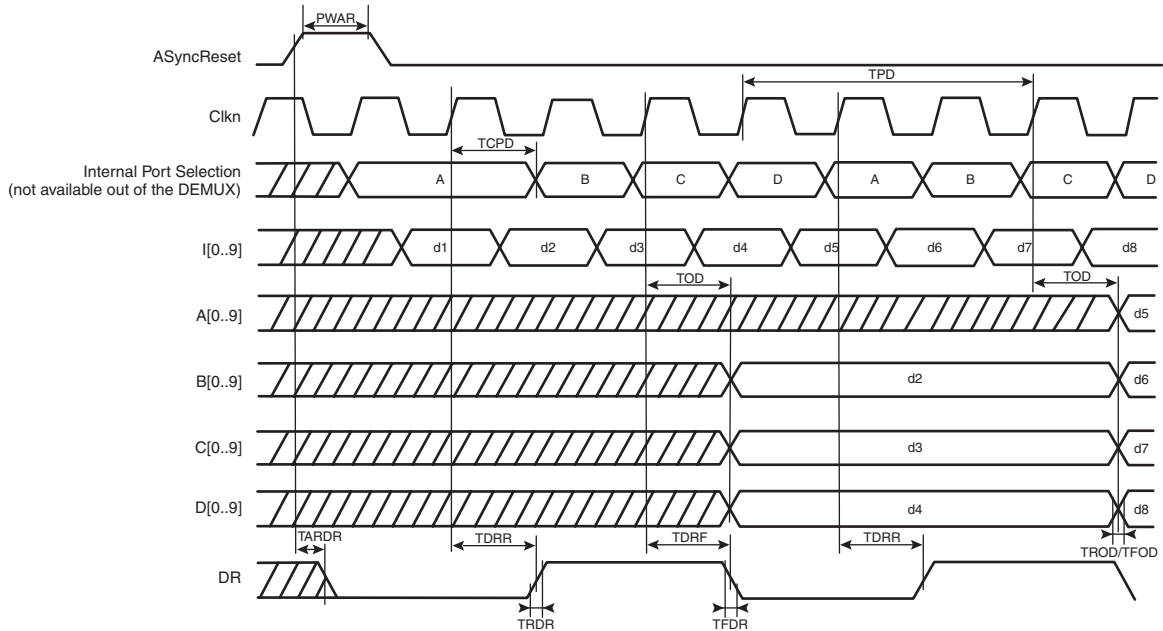 PWAR
ASyncReset
TPD
Clkn
TCPD
Internal Port Selection
(not available out of the DEMUX)
A B C D A B C D
I[0..9] d1 d2 d3 d4 d5 d6 d7 d8
TOD TOD
A[0..9] d5
B[0..9] d2 d6
C[0..9] d3 d7
D[0..9] d4 d8
TARDR TDRR TDRF TDRR TROD/TFOD
DR
TRDR TFDR